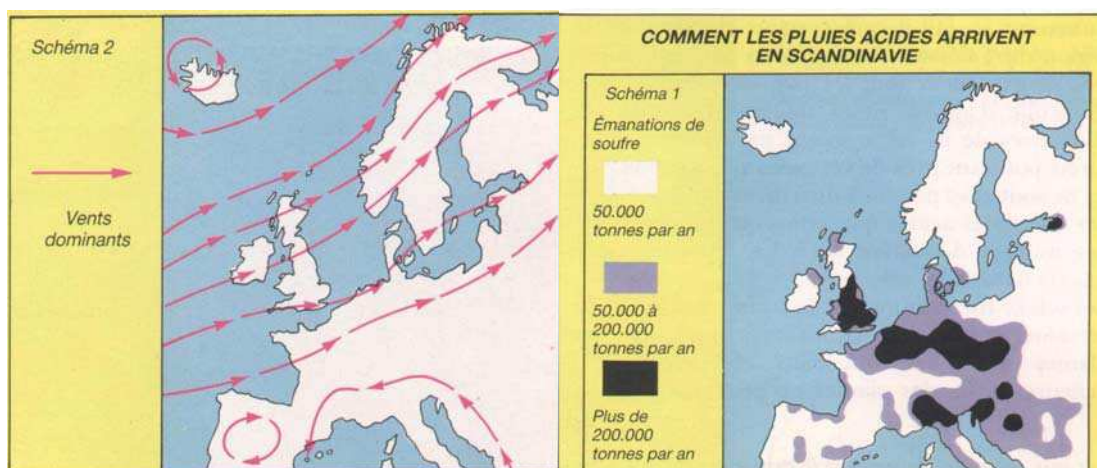 Schéma 2
Vents
dominants
COMMENT LES PLUIES ACIDES ARRIVENT
EN SCANDINAVIE
Schéma 1
Émanations de
soufre
50.000
tonnes par an
50.000 à
200.000
tonnes par an
Plus de
200.000
tonnes par an